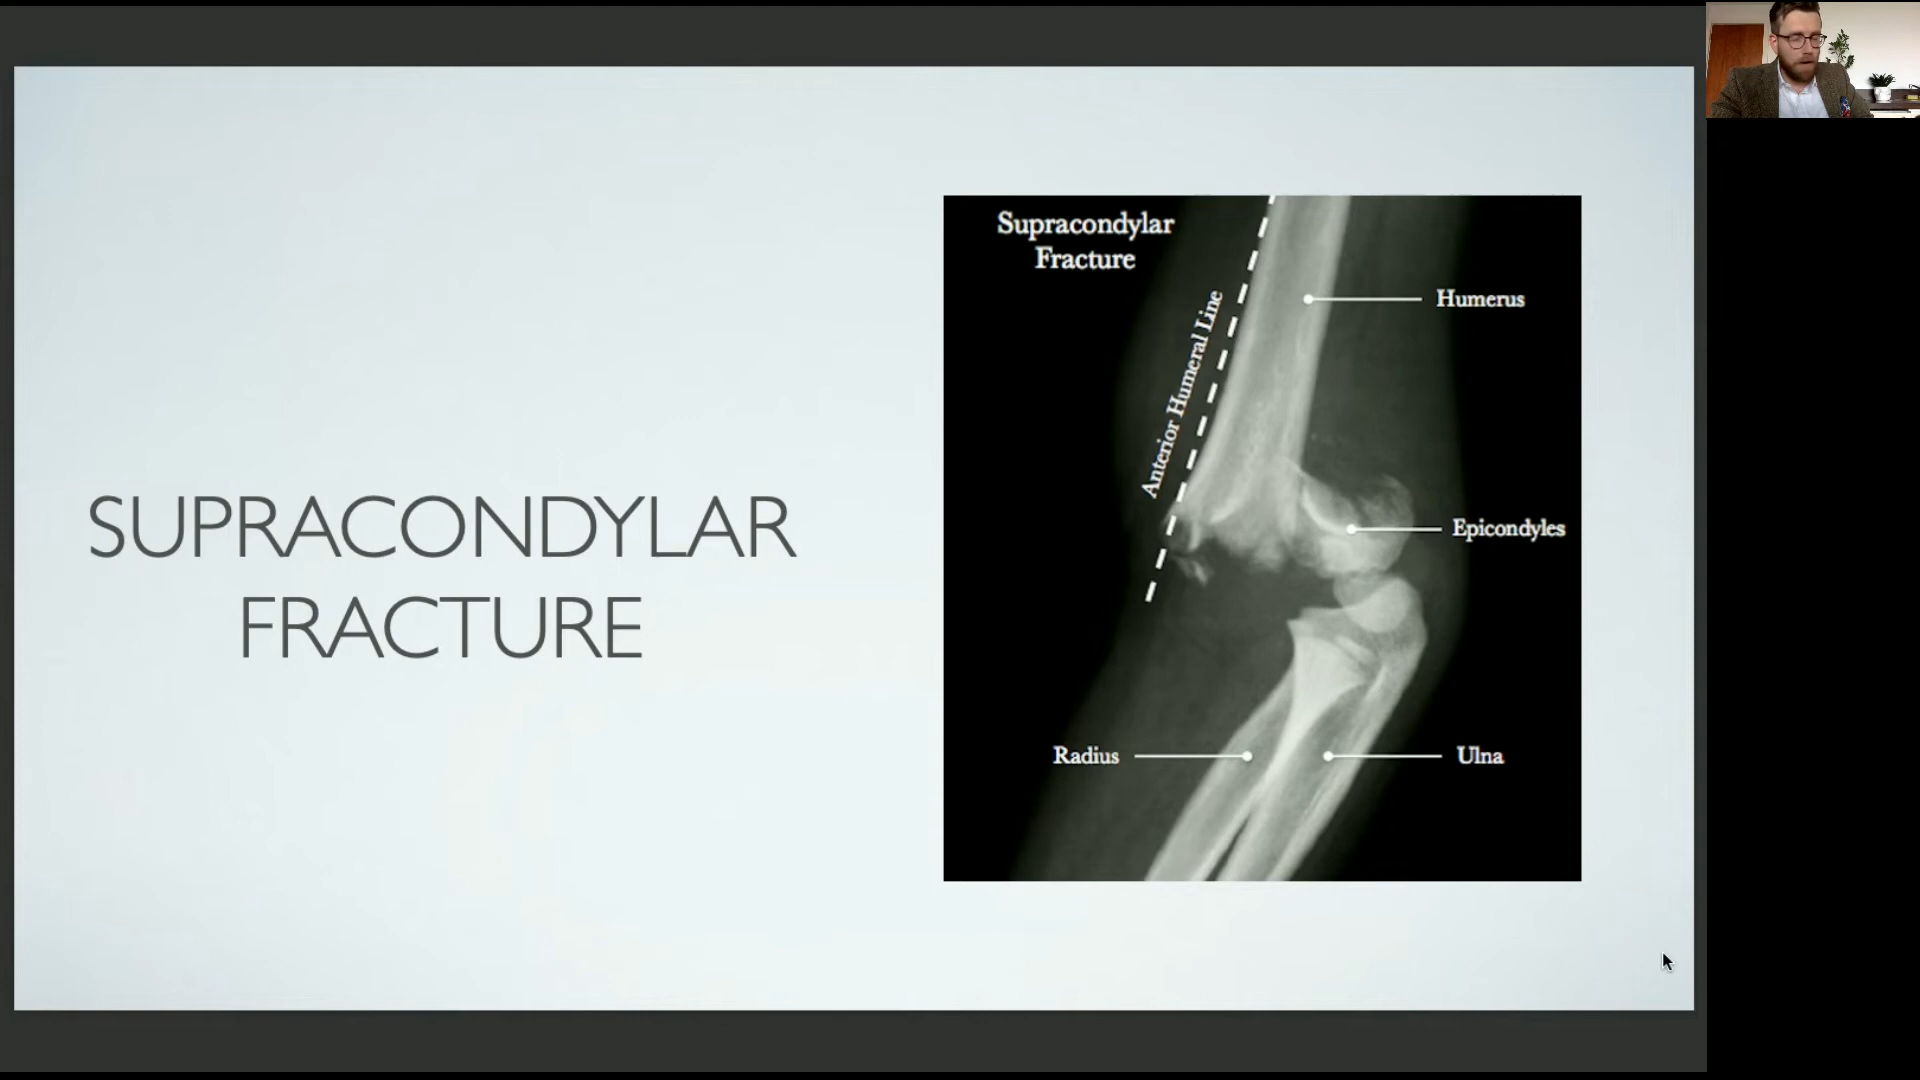 SUPRACONDYLAR
FRACTURE
Supracondylar
Fracture
Anterior Humeral Line
Humerus
Epicondyles
Radius
Ulna